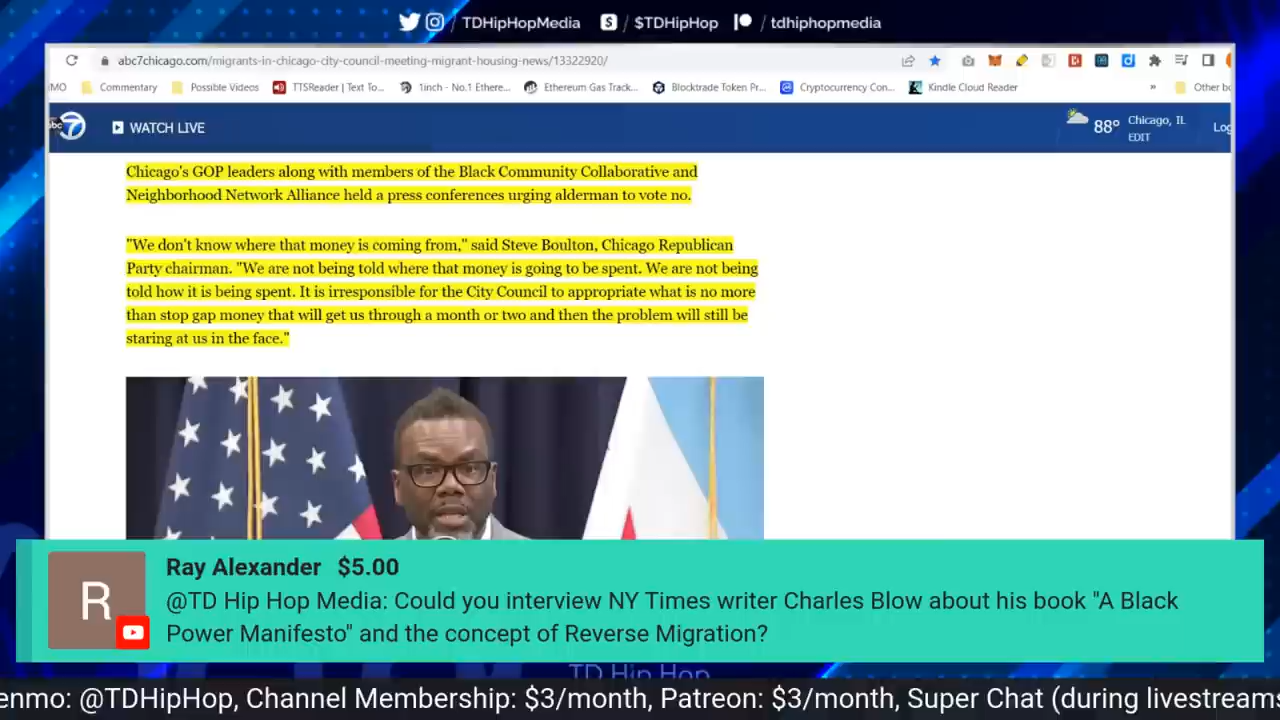 / TDHipHopMedia $ / $TDHipHop / tdhiphopmedia
abc7chicago.com/migrants-in-chicago-city-council-meeting-migrant-housing-news/13322920/
Commentary Possible Videos TTSReader | Text To... 1inch - No.1 Ethere... Ethereum Gas Track... Blocktrade Token Pr... Cryptocurrency Con... Kindle Cloud Reader » Other bo
abc 7 WATCH LIVE 88° Chicago, IL
EDIT
Log
Chicago's GOP leaders along with members of the Black Community Collaborative and
Neighborhood Network Alliance held a press conferences urging alderman to vote no.
"We don't know where that money is coming from," said Steve Boulton, Chicago Republican
Party chairman. "We are not being told where that money is going to be spent. We are not being
told how it is being spent. It is irresponsible for the City Council to appropriate what is no more
than stop gap money that will get us through a month or two and then the problem will still be
staring at us in the face."
R
Ray Alexander $5.00
@TD Hip Hop Media: Could you interview NY Times writer Charles Blow about his book "A Black
Power Manifesto" and the concept of Reverse Migration?
TD Hip Hop
enmo: @TDHipHop, Channel Membership: $3/month, Patreon: $3/month, Super Chat (during livestreams